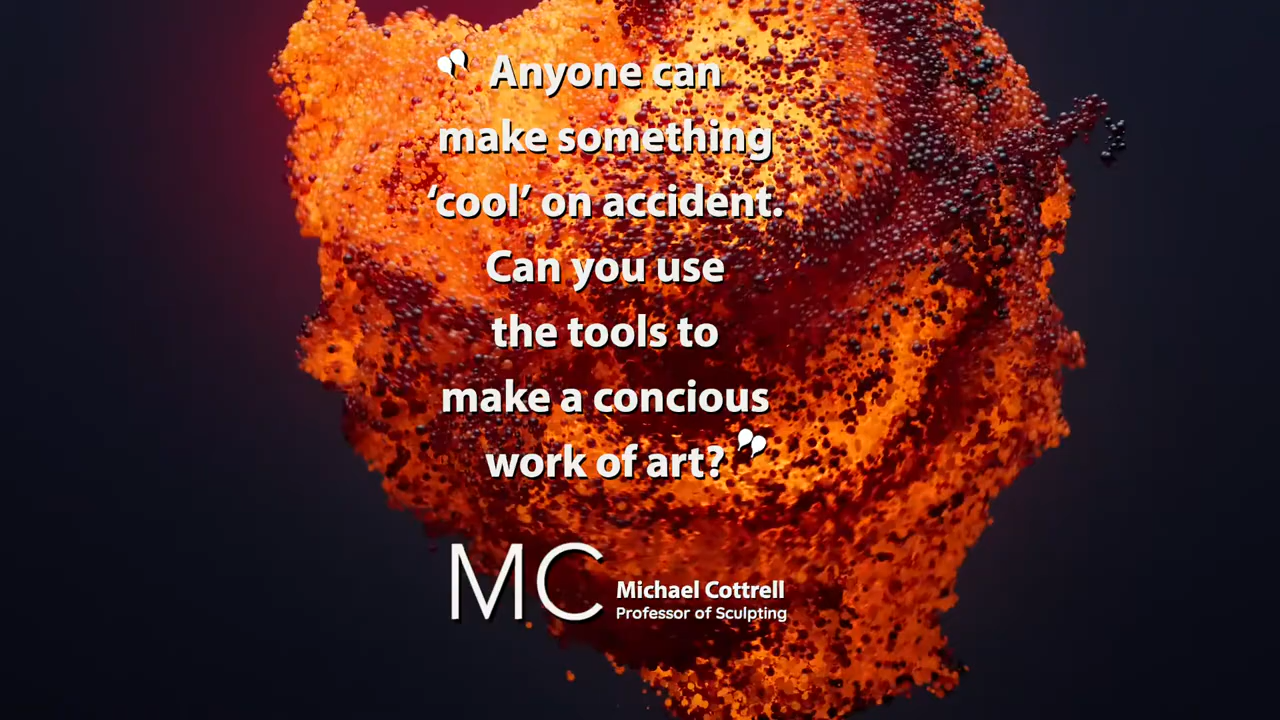 ” Anyone can
make something
‘cool’ on accident.
Can you use
the tools to
make a concious
work of art? ”
MC
Michael Cottrell
Professor of Sculpting